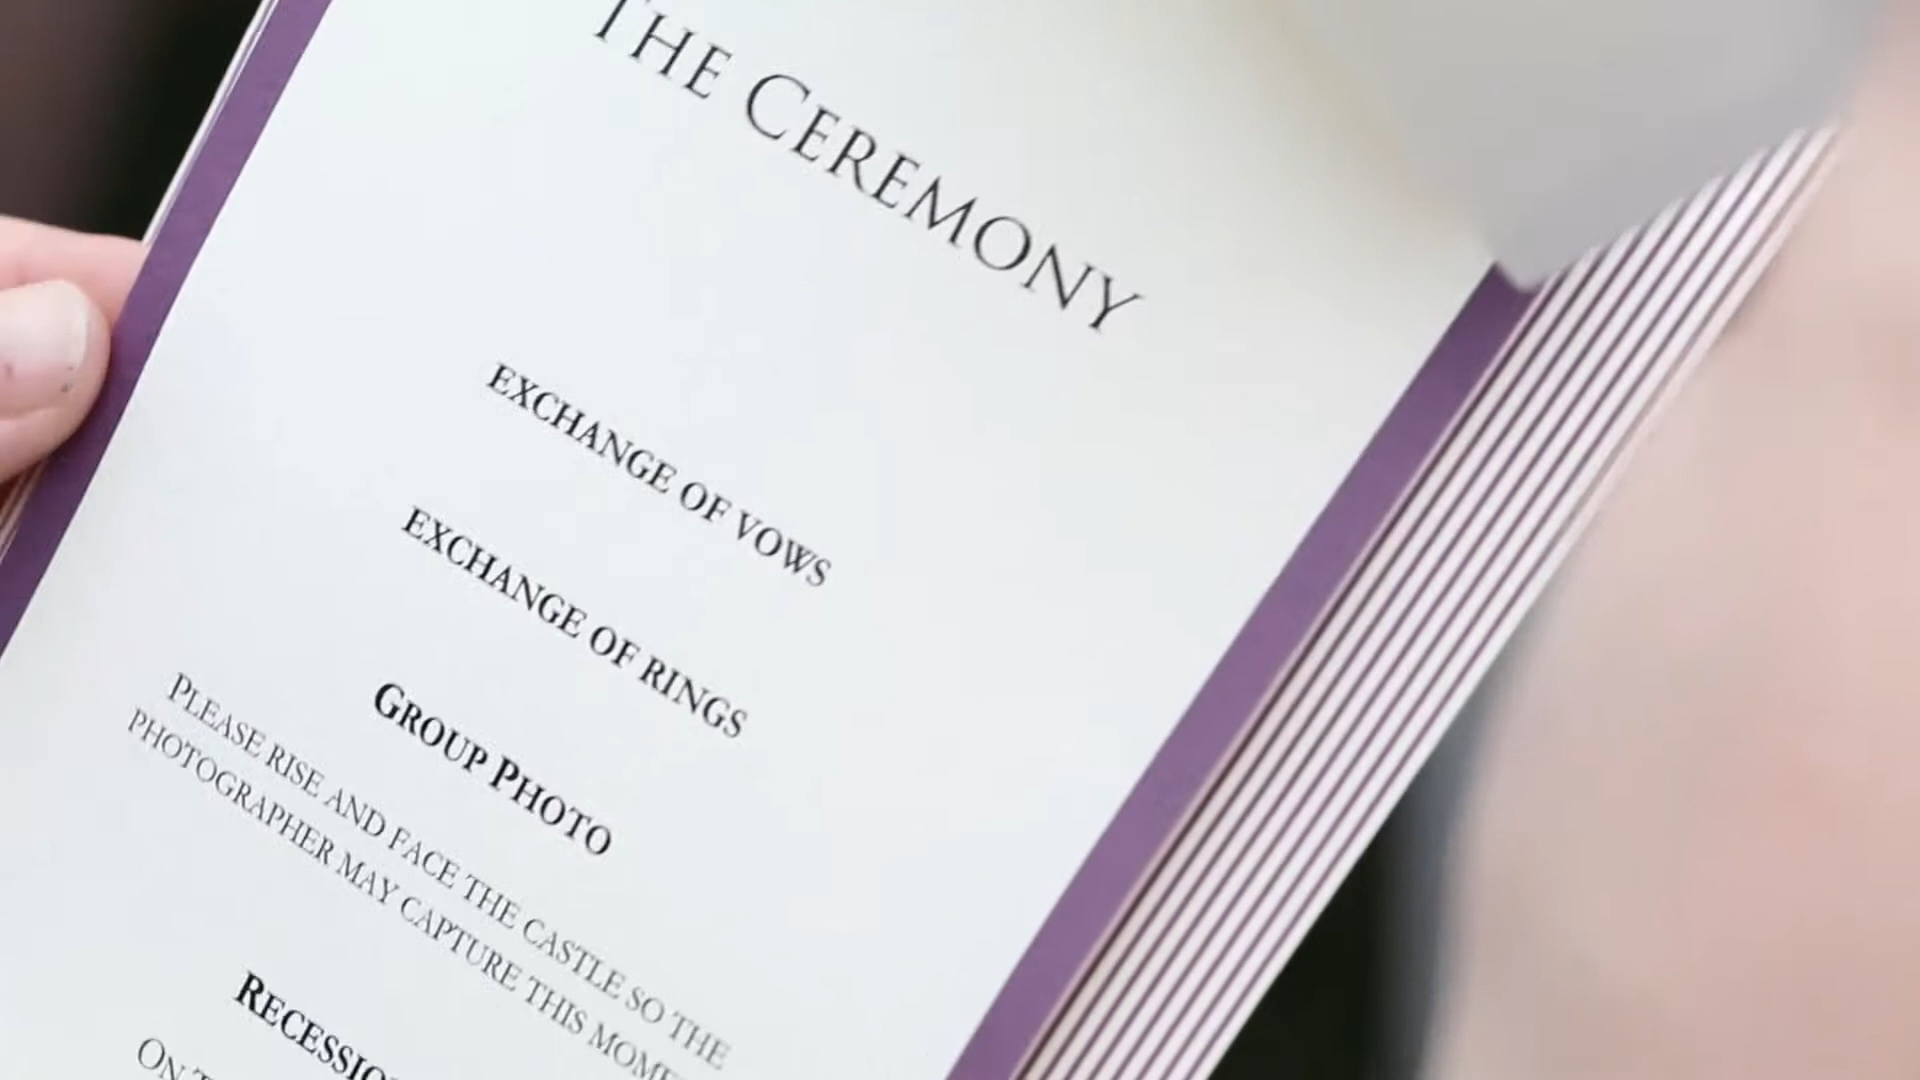 THE CEREMONY
EXCHANGE OF VOWS
EXCHANGE OF RINGS
GROUP PHOTO
PLEASE RISE AND FACE THE CASTLE SO THE
PHOTOGRAPHER MAY CAPTURE THIS
ON